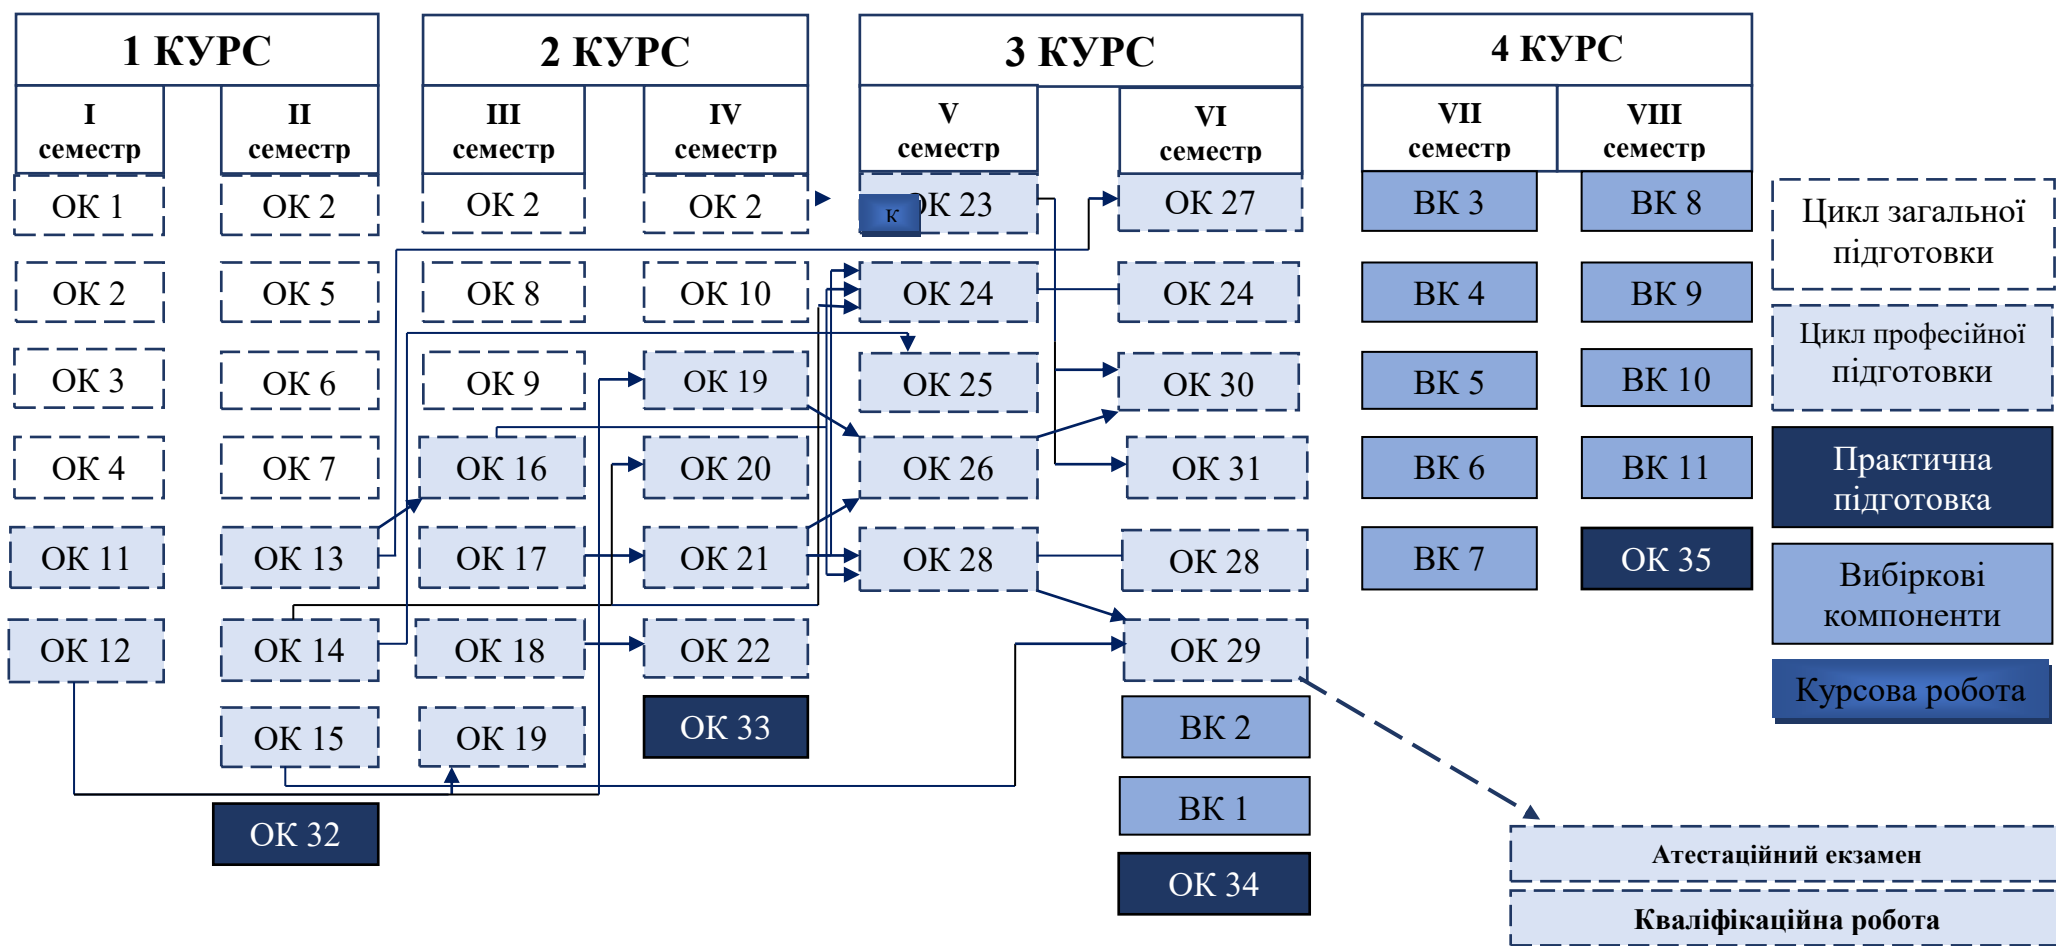 1 КУРС
2 КУРС
3 КУРС
4 КУРС
I
семестр
II
семестр
III
семестр
IV
семестр
V
семестр
VI
семестр
VII
семестр
VIII
семестр
ОК 1
ОК 2
ОК 2
ОК 2
ОК 23
к
ОК 27
ВК 3
ВК 8
ОК 2
ОК 5
ОК 8
ОК 10
ОК 24
ОК 24
ВК 4
ВК 9
ОК 3
ОК 6
ОК 9
ОК 19
ОК 25
ОК 30
ВК 5
ВК 10
ОК 4
ОК 7
ОК 16
ОК 20
ОК 26
ОК 31
ВК 6
ВК 11
ОК 11
ОК 13
ОК 17
ОК 21
ОК 28
ОК 28
ВК 7
ОК 35
ОК 12
ОК 14
ОК 18
ОК 22
ОК 29
ОК 15
ОК 19
ОК 33
ВК 2
ОК 32
ВК 1
ОК 34
Цикл загальної
підготовки
Цикл професійної
підготовки
Практична
підготовка
Вибіркові
компоненти
Курсова робота
Атестаційний екзамен
Кваліфікаційна робота